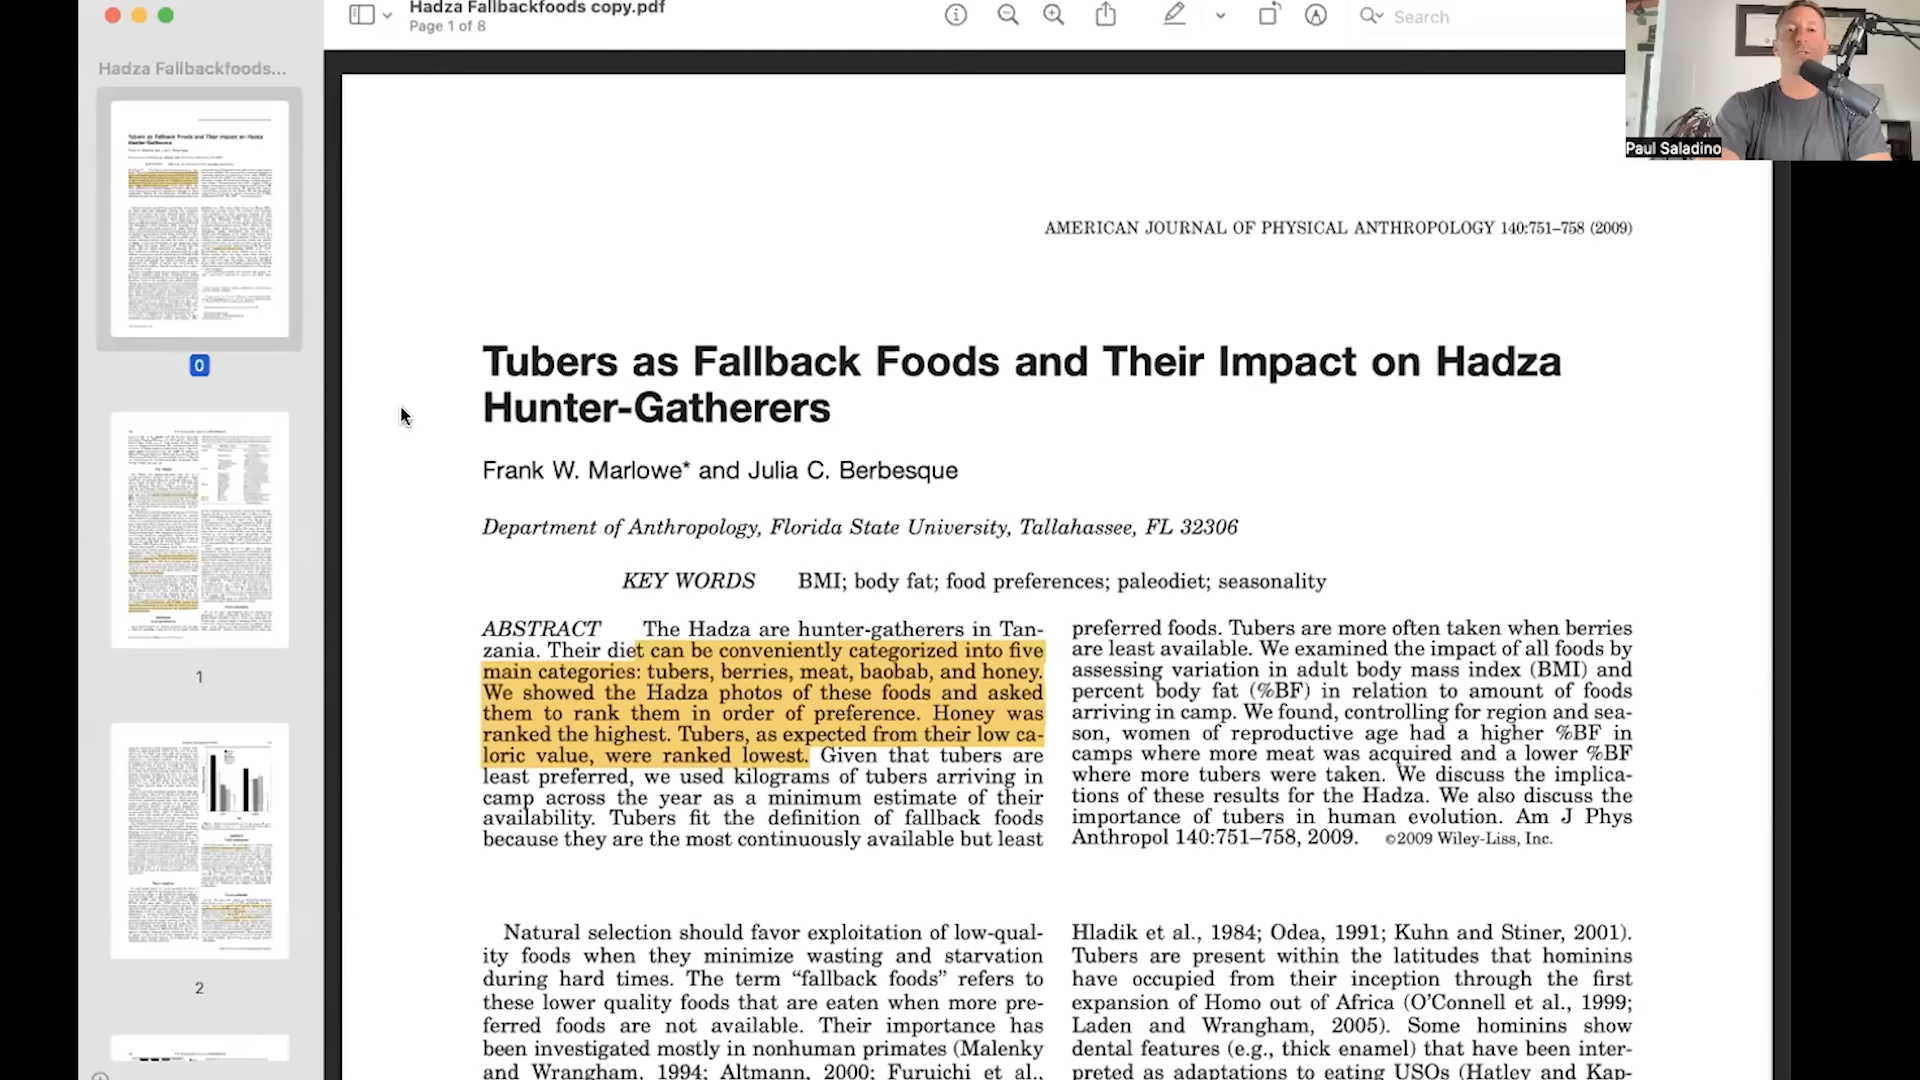 Hadza Fallbackfoods copy.pdf
Page 1 of 8
Search
Paul Saladino
Hadza Fallbackfoods...
0
1
2
AMERICAN JOURNAL OF PHYSICAL ANTHROPOLOGY 140:751–758 (2009)
Tubers as Fallback Foods and Their Impact on Hadza
Hunter-Gatherers
Frank W. Marlowe* and Julia C. Berbesque
Department of Anthropology, Florida State University, Tallahassee, FL 32306
KEY WORDS BMI; body fat; food preferences; paleodiet; seasonality
ABSTRACT The Hadza are hunter-gatherers in Tan-
zania. Their diet can be conveniently categorized into five
main categories: tubers, berries, meat, baobab, and honey.
We showed the Hadza photos of these foods and asked
them to rank them in order of preference. Honey was
ranked the highest. Tubers, as expected from their low ca-
loric value, were ranked lowest. Given that tubers are
least preferred, we used kilograms of tubers arriving in
camp across the year as a minimum estimate of their
availability. Tubers fit the definition of fallback foods
because they are the most continuously available but least
preferred foods. Tubers are more often taken when berries
are least available. We examined the impact of all foods by
assessing variation in adult body mass index (BMI) and
percent body fat (%BF) in relation to amount of foods
arriving in camp. We found, controlling for region and sea-
son, women of reproductive age had a higher %BF in
camps where more meat was acquired and a lower %BF
where more tubers were taken. We discuss the implica-
tions of these results for the Hadza. We also discuss the
importance of tubers in human evolution. Am J Phys
Anthropol 140:751–758, 2009. ©2009 Wiley-Liss, Inc.
Natural selection should favor exploitation of low-qual-
ity foods when they minimize wasting and starvation
during hard times. The term “fallback foods” refers to
these lower quality foods that are eaten when more pre-
ferred foods are not available. Their importance has
been investigated mostly in nonhuman primates (Malenky
and Wrangham, 1994; Altmann, 2000; Furuichi et al.,
Hladik et al., 1984; Odea, 1991; Kuhn and Stiner, 2001).
Tubers are present within the latitudes that hominins
have occupied from their inception through the first
expansion of Homo out of Africa (O’Connell et al., 1999;
Laden and Wrangham, 2005). Some hominins show
dental features (e.g., thick enamel) that have been inter-
preted as adaptations to eating USOs (Hatley and Kap-